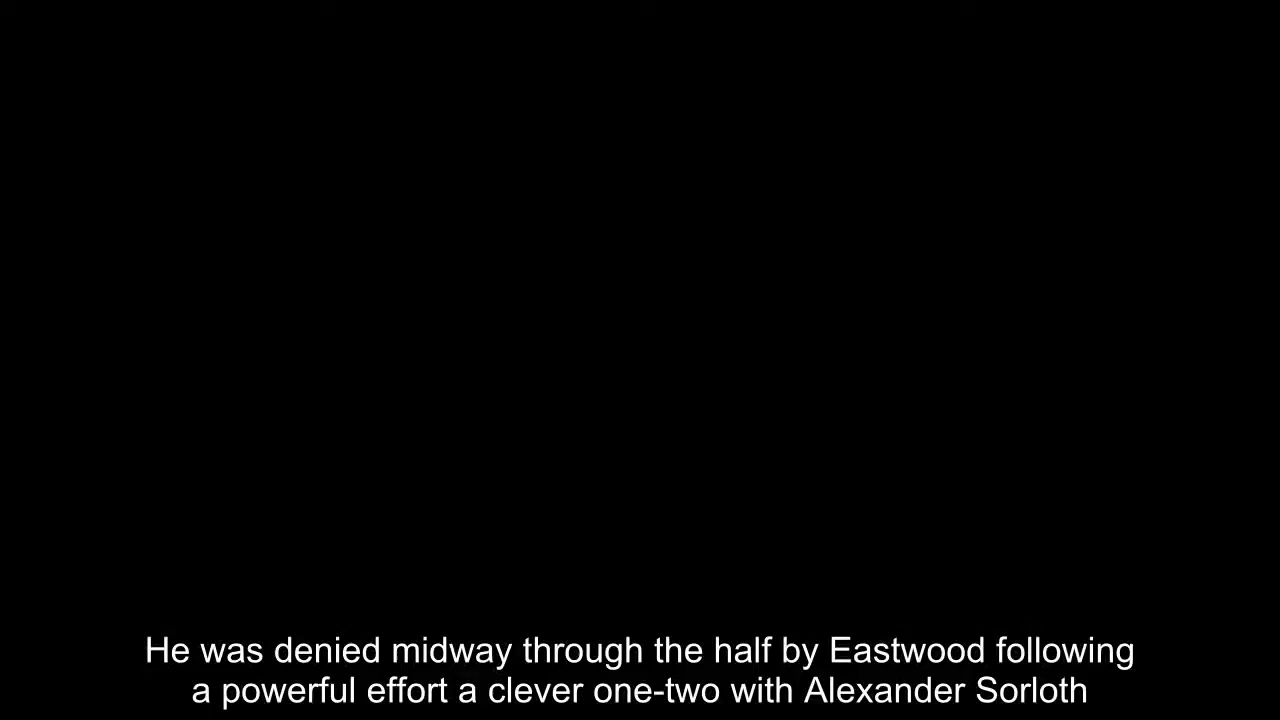 He was denied midway through the half by Eastwood following
a powerful effort a clever one-two with Alexander Sorloth